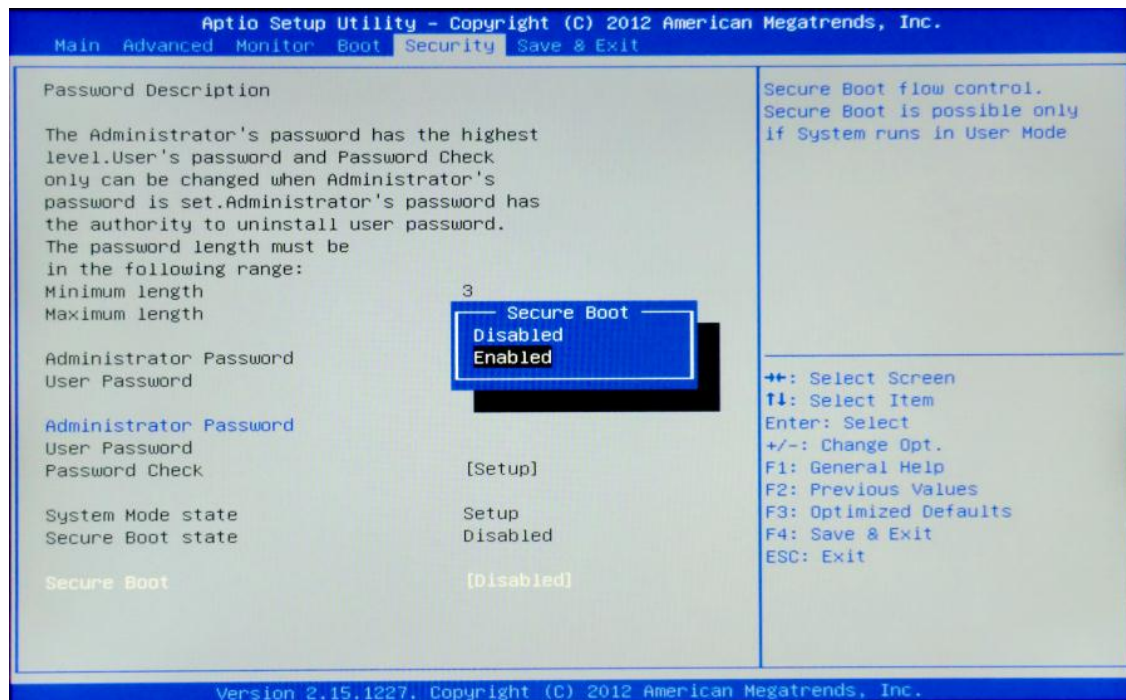 Aptio Setup Utility – Copyright (C) 2012 American Megatrends, Inc.
Main Advanced Monitor Boot Security Save & Exit
Password Description
The Administrator's password has the highest
level.User's password and Password Check
only can be changed when Administrator's
password is set.Administrator's password has
the authority to uninstall user password.
The password length must be
in the following range:
Minimum length 3
Maximum length
Administrator Password
User Password
Administrator Password
User Password
Password Check [Setup]
System Mode state Setup
Secure Boot state Disabled
Secure Boot [Disabled]
Secure Boot
Disabled
Enabled
Secure Boot flow control.
Secure Boot is possible only
if System runs in User Mode
→←: Select Screen
↑↓: Select Item
Enter: Select
+/-: Change Opt.
F1: General Help
F2: Previous Values
F3: Optimized Defaults
F4: Save & Exit
ESC: Exit
Version 2.15.1227. Copyright (C) 2012 American Megatrends, Inc.